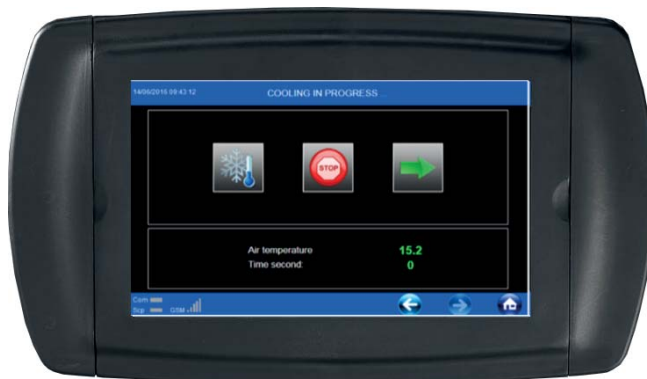 14/06/2016 09:43:12 COOLING IN PROGRESS ...
STOP
Air temperature 15.2
Time second: 0
Cam
Scp GSM